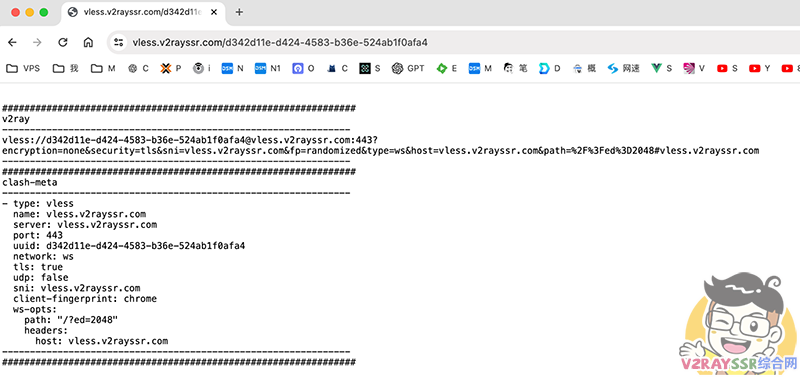 vless.v2rayssr.com/d342d11e
vless.v2rayssr.com/d342d11e-d424-4583-b36e-524ab1f0afa4
VPS 我 M C P i N N1 O C S GPT E M 笔 D 概 网速 S V S Y 8
################################################################
v2ray
---------------------------------------------------------------
vless://d342d11e-d424-4583-b36e-524ab1f0afa4@vless.v2rayssr.com:443?
encryption=none&security=tls&sni=vless.v2rayssr.com&fp=randomized&type=ws&host=vless.v2rayssr.com&path=%2F%3Fed%3D2048#vless.v2rayssr.com
---------------------------------------------------------------
################################################################
clash-meta
---------------------------------------------------------------
- type: vless
name: vless.v2rayssr.com
server: vless.v2rayssr.com
port: 443
uuid: d342d11e-d424-4583-b36e-524ab1f0afa4
network: ws
tls: true
udp: false
sni: vless.v2rayssr.com
client-fingerprint: chrome
ws-opts:
path: "/?ed=2048"
headers:
host: vless.v2rayssr.com
---------------------------------------------------------------
################################################################
V2RAYSSR综合网